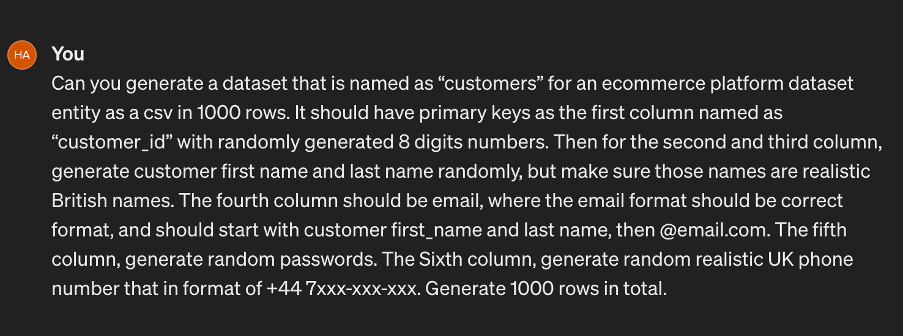 HA You
Can you generate a dataset that is named as “customers” for an ecommerce platform dataset
entity as a csv in 1000 rows. It should have primary keys as the first column named as
“customer_id” with randomly generated 8 digits numbers. Then for the second and third column,
generate customer first name and last name randomly, but make sure those names are realistic
British names. The fourth column should be email, where the email format should be correct
format, and should start with customer first_name and last name, then @email.com. The fifth
column, generate random passwords. The Sixth column, generate random realistic UK phone
number that in format of +44 7xxx-xxx-xxx. Generate 1000 rows in total.